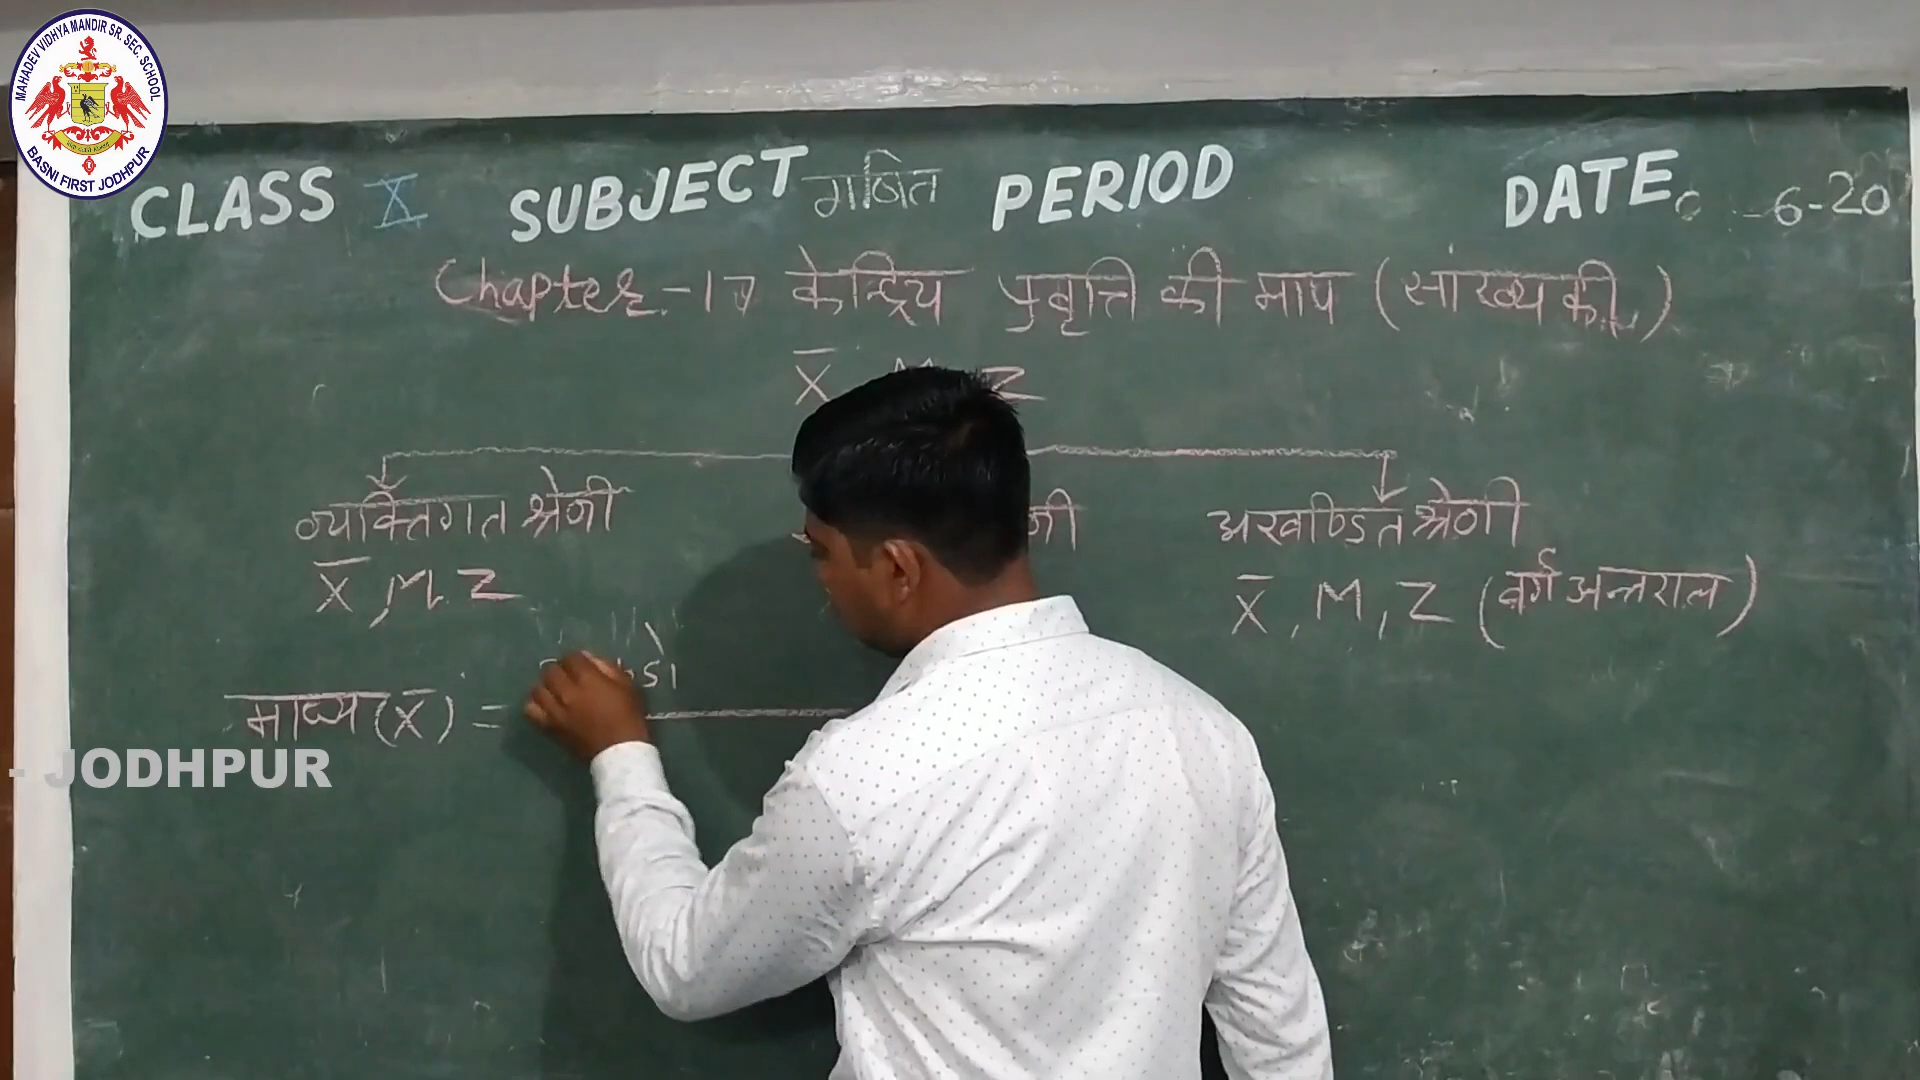 MAHADEV VIDHYA MANDIR SR. SEC. SCHOOL
BASNI FIRST JODHPUR
CLASS X SUBJECT गणित PERIOD DATE -6-20
Chapter-17 केन्द्रिय प्रवृत्ति की माप (सांख्यकी)
X̄ M Z
व्यक्तिगत श्रेणी अखण्डित श्रेणी
X̄, M, Z X̄, M, Z (वर्ग अन्तराल)
माध्य (X̄) =
- JODHPUR